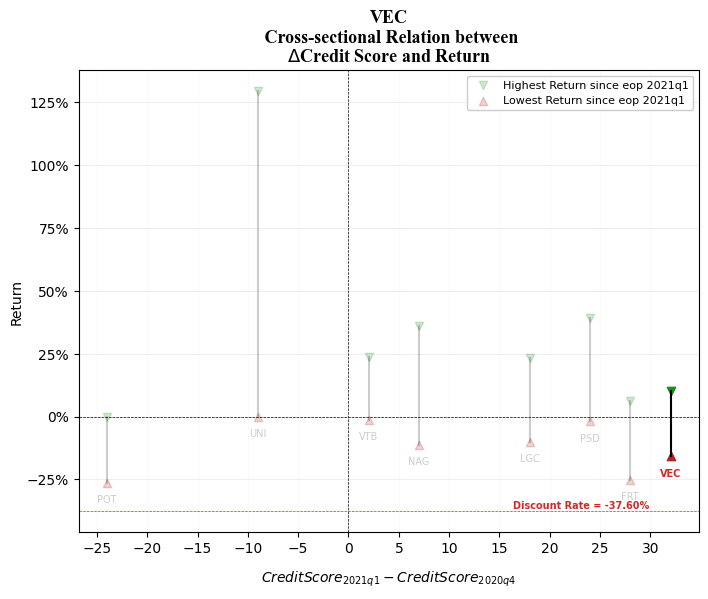 VEC
Cross-sectional Relation between
ΔCredit Score and Return
Highest Return since eop 2021q1
Lowest Return since eop 2021q1
125%
100%
75%
50%
25%
0%
−25%
Return
UNI
VTB
NAG
LGC
PSD
POT
FRT
VEC
Discount Rate = -37.60%
−25 −20 −15 −10 −5 0 5 10 15 20 25 30
CreditScore2021q1 − CreditScore2020q4